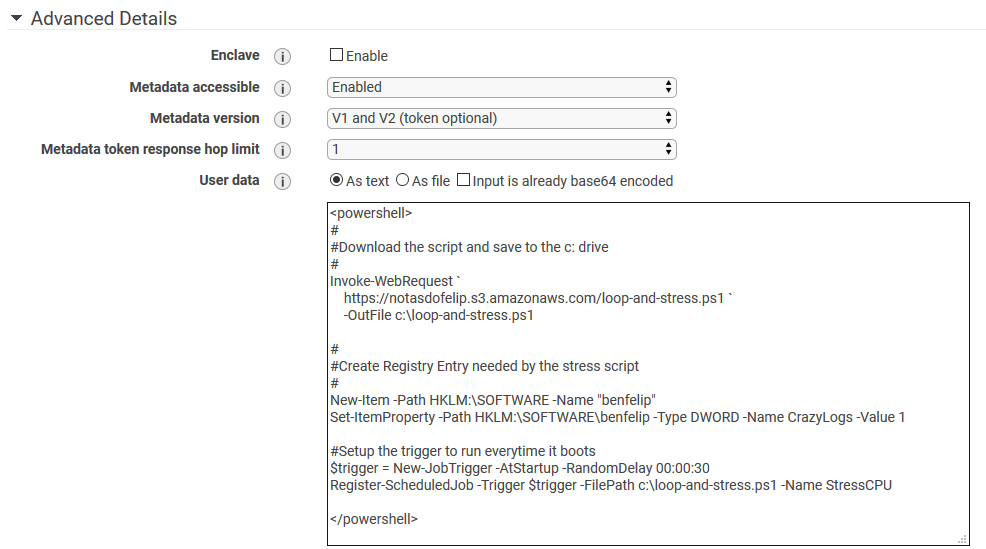 Advanced Details
Enclave i Enable
Metadata accessible i Enabled
Metadata version i V1 and V2 (token optional)
Metadata token response hop limit i 1
User data i As text As file Input is already base64 encoded
<powershell>
#
#Download the script and save to the c: drive
#
Invoke-WebRequest `
    https://notasdofelip.s3.amazonaws.com/loop-and-stress.ps1 `
    -OutFile c:\loop-and-stress.ps1

#
#Create Registry Entry needed by the stress script
#
New-Item -Path HKLM:\SOFTWARE -Name "benfelip"
Set-ItemProperty -Path HKLM:\SOFTWARE\benfelip -Type DWORD -Name CrazyLogs -Value 1

#Setup the trigger to run everytime it boots
$trigger = New-JobTrigger -AtStartup -RandomDelay 00:00:30
Register-ScheduledJob -Trigger $trigger -FilePath c:\loop-and-stress.ps1 -Name StressCPU

</powershell>